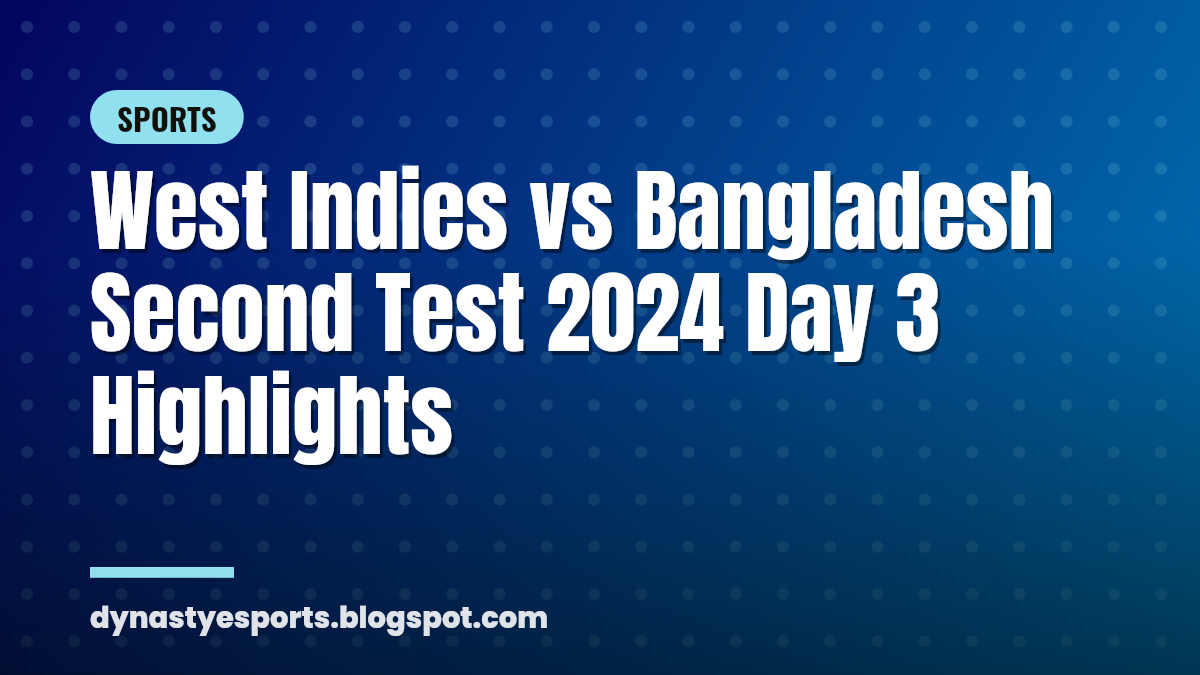 SPORTS
West Indies vs Bangladesh
Second Test 2024 Day 3
Highlights
dynastyesports.blogspot.com